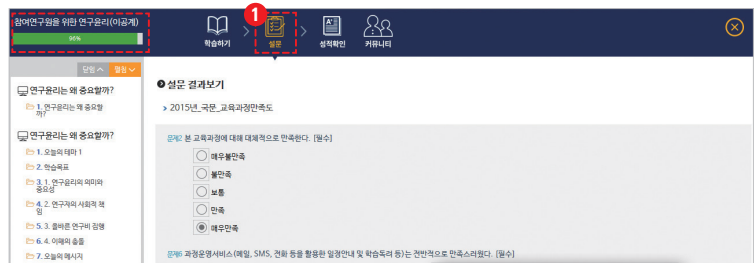 참여연구원을 위한 연구윤리(이공계)
96%
1
학습하기
설문
성적확인
커뮤니티
닫힘
펼침
연구윤리는 왜 중요할까?
1. 연구윤리는 왜 중요할
까?
연구윤리는 왜 중요할까?
1. 오늘의 테마 1
2. 학습목표
3. 1. 연구윤리의 의미와
중요성
4. 2. 연구자의 사회적 책
임
5. 3. 올바른 연구비 집행
6. 4. 이해의 충돌
7. 오늘의 메시지
설문 결과보기
2015년_국문_교육과정만족도
문제2 본 교육과정에 대해 대체적으로 만족한다. [필수]
매우불만족
불만족
보통
만족
매우만족
문제6 과정운영서비스(메일, SMS, 전화 등을 활용한 일정안내 및 학습독려 등)는 전반적으로 만족스러웠다. [필수]